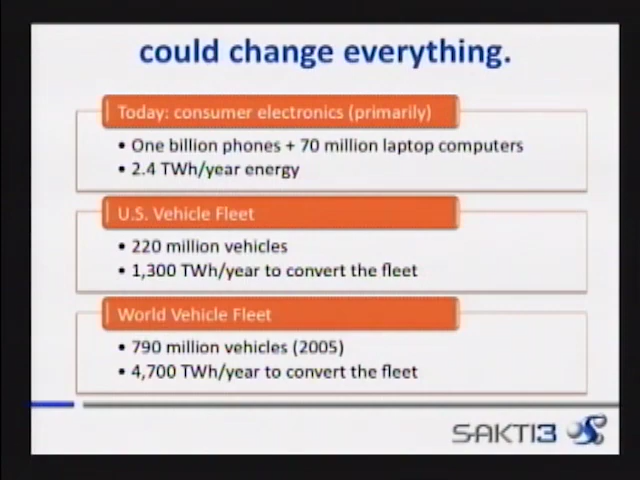 could change everything.
Today: consumer electronics (primarily)
• One billion phones + 70 million laptop computers
• 2.4 TWh/year energy
U.S. Vehicle Fleet
• 220 million vehicles
• 1,300 TWh/year to convert the fleet
World Vehicle Fleet
• 790 million vehicles (2005)
• 4,700 TWh/year to convert the fleet
SAKTI3